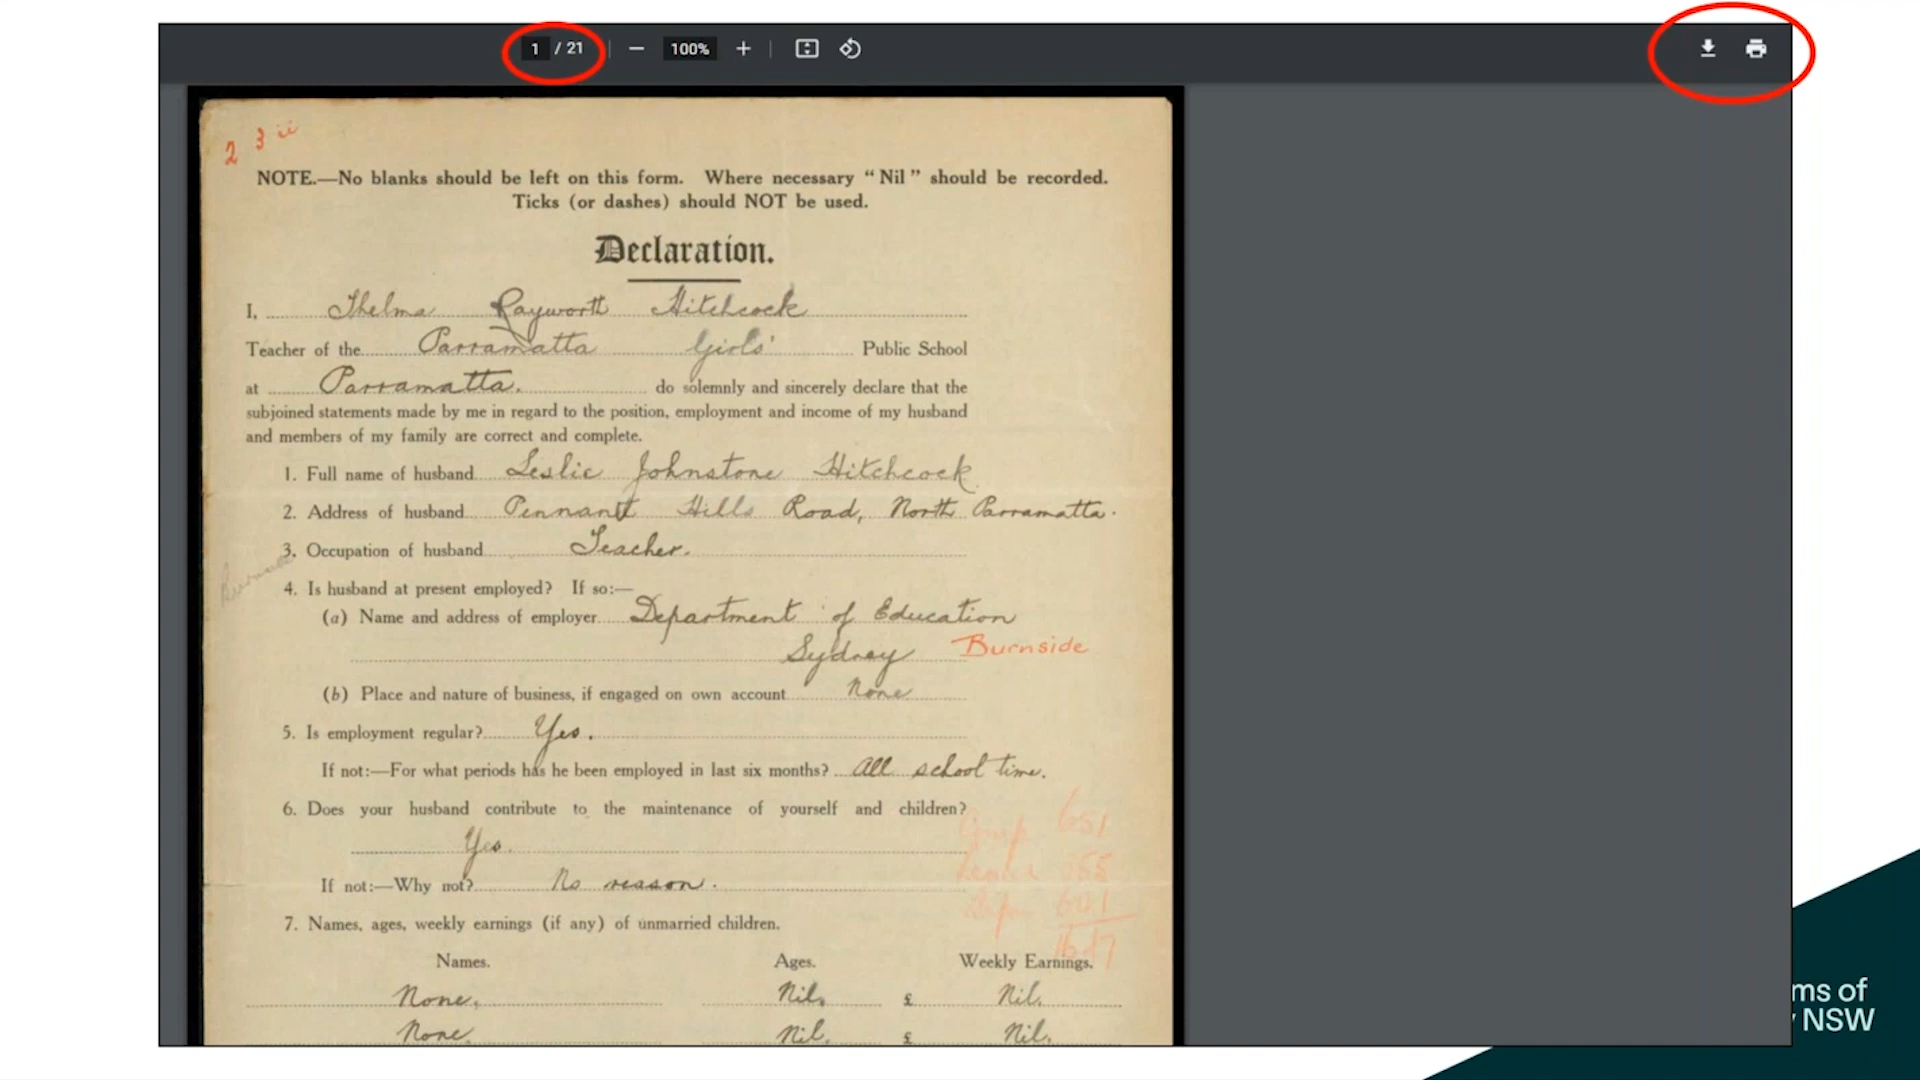 1 / 21 — 100% +
2 3 ii
NOTE.—No blanks should be left on this form. Where necessary “Nil” should be recorded.
Ticks (or dashes) should NOT be used.
Declaration.
I, Thelma Rayworth Hitchcock
Teacher of the Parramatta Girls' Public School
at Parramatta. do solemnly and sincerely declare that the
subjoined statements made by me in regard to the position, employment and income of my husband
and members of my family are correct and complete.
1. Full name of husband Leslie Johnstone Hitchcock
2. Address of husband Pennant Hills Road, North Parramatta.
3. Occupation of husband Teacher.
4. Is husband at present employed? If so:—
(a) Name and address of employer Department of Education
Sydney Burnside
(b) Place and nature of business, if engaged on own account None
5. Is employment regular? Yes.
If not:—For what periods has he been employed in last six months? All school time.
6. Does your husband contribute to the maintenance of yourself and children?
651
Yes.
If not:—Why not? No reason.
7. Names, ages, weekly earnings (if any) of unmarried children.
Names. Ages. Weekly Earnings.
None. Nil. £ Nil.
None. Nil. £ Nil.
ms of
NSW